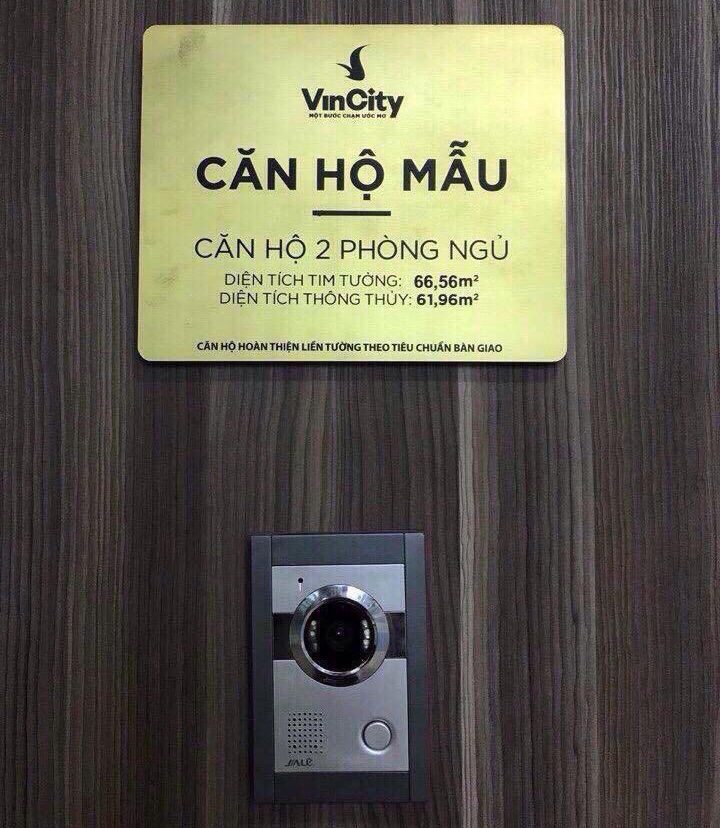 VinCity
MỘT BƯỚC CHẠM ƯỚC MƠ
CĂN HỘ MẪU
CĂN HỘ 2 PHÒNG NGỦ
DIỆN TÍCH TIM TƯỜNG: 66,56m²
DIỆN TÍCH THÔNG THỦY: 61,96m²
CĂN HỘ HOÀN THIỆN LIỀN TƯỜNG THEO TIÊU CHUẨN BÀN GIAO